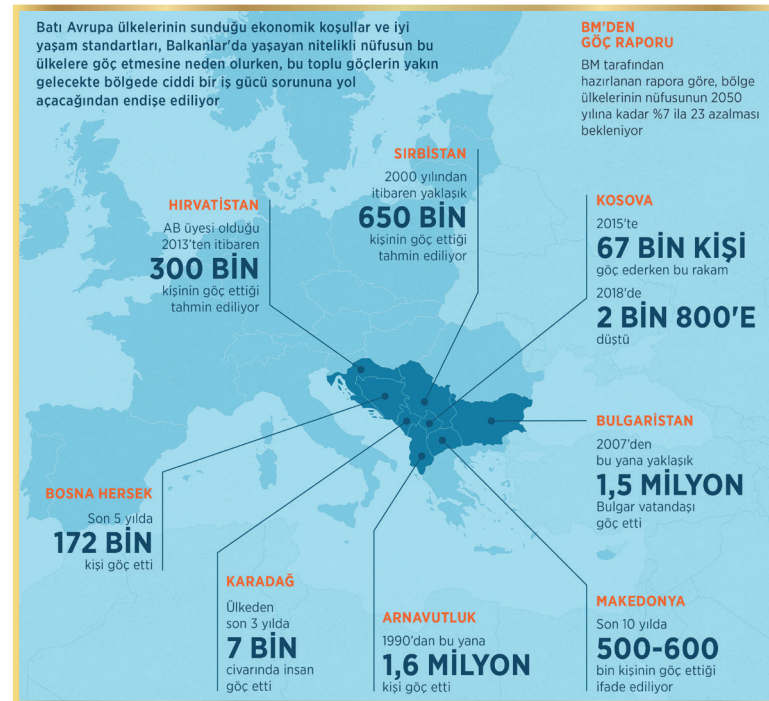 Batı Avrupa ülkelerinin sunduğu ekonomik koşullar ve iyi
yaşam standartları, Balkanlar'da yaşayan nitelikli nüfusun bu
ülkelere göç etmesine neden olurken, bu toplu göçlerin yakın
gelecekte bölgede ciddi bir iş gücü sorununa yol
açacağından endişe ediliyor
BM'DEN
GÖÇ RAPORU
BM tarafından
hazırlanan rapora göre, bölge
ülkelerinin nüfusunun 2050
yılına kadar %7 ila 23 azalması
bekleniyor
SIRBİSTAN
2000 yılından
itibaren yaklaşık
650 BİN
kişinin göç ettiği
tahmin ediliyor
HIRVATİSTAN
AB üyesi olduğu
2013'ten itibaren
300 BİN
kişinin göç ettiği
tahmin ediliyor
KOSOVA
2015'te
67 BİN KİŞİ
göç ederken bu rakam
2018'de
2 BİN 800'E
düştü
BULGARİSTAN
2007'den
bu yana yaklaşık
1,5 MİLYON
Bulgar vatandaşı
göç etti
BOSNA HERSEK
Son 5 yılda
172 BİN
kişi göç etti
KARADAĞ
Ülkeden
son 3 yılda
7 BİN
civarında insan
göç etti
ARNAVUTLUK
1990'dan bu yana
1,6 MİLYON
kişi göç etti
MAKEDONYA
Son 10 yılda
500-600
bin kişinin göç ettiği
ifade ediliyor